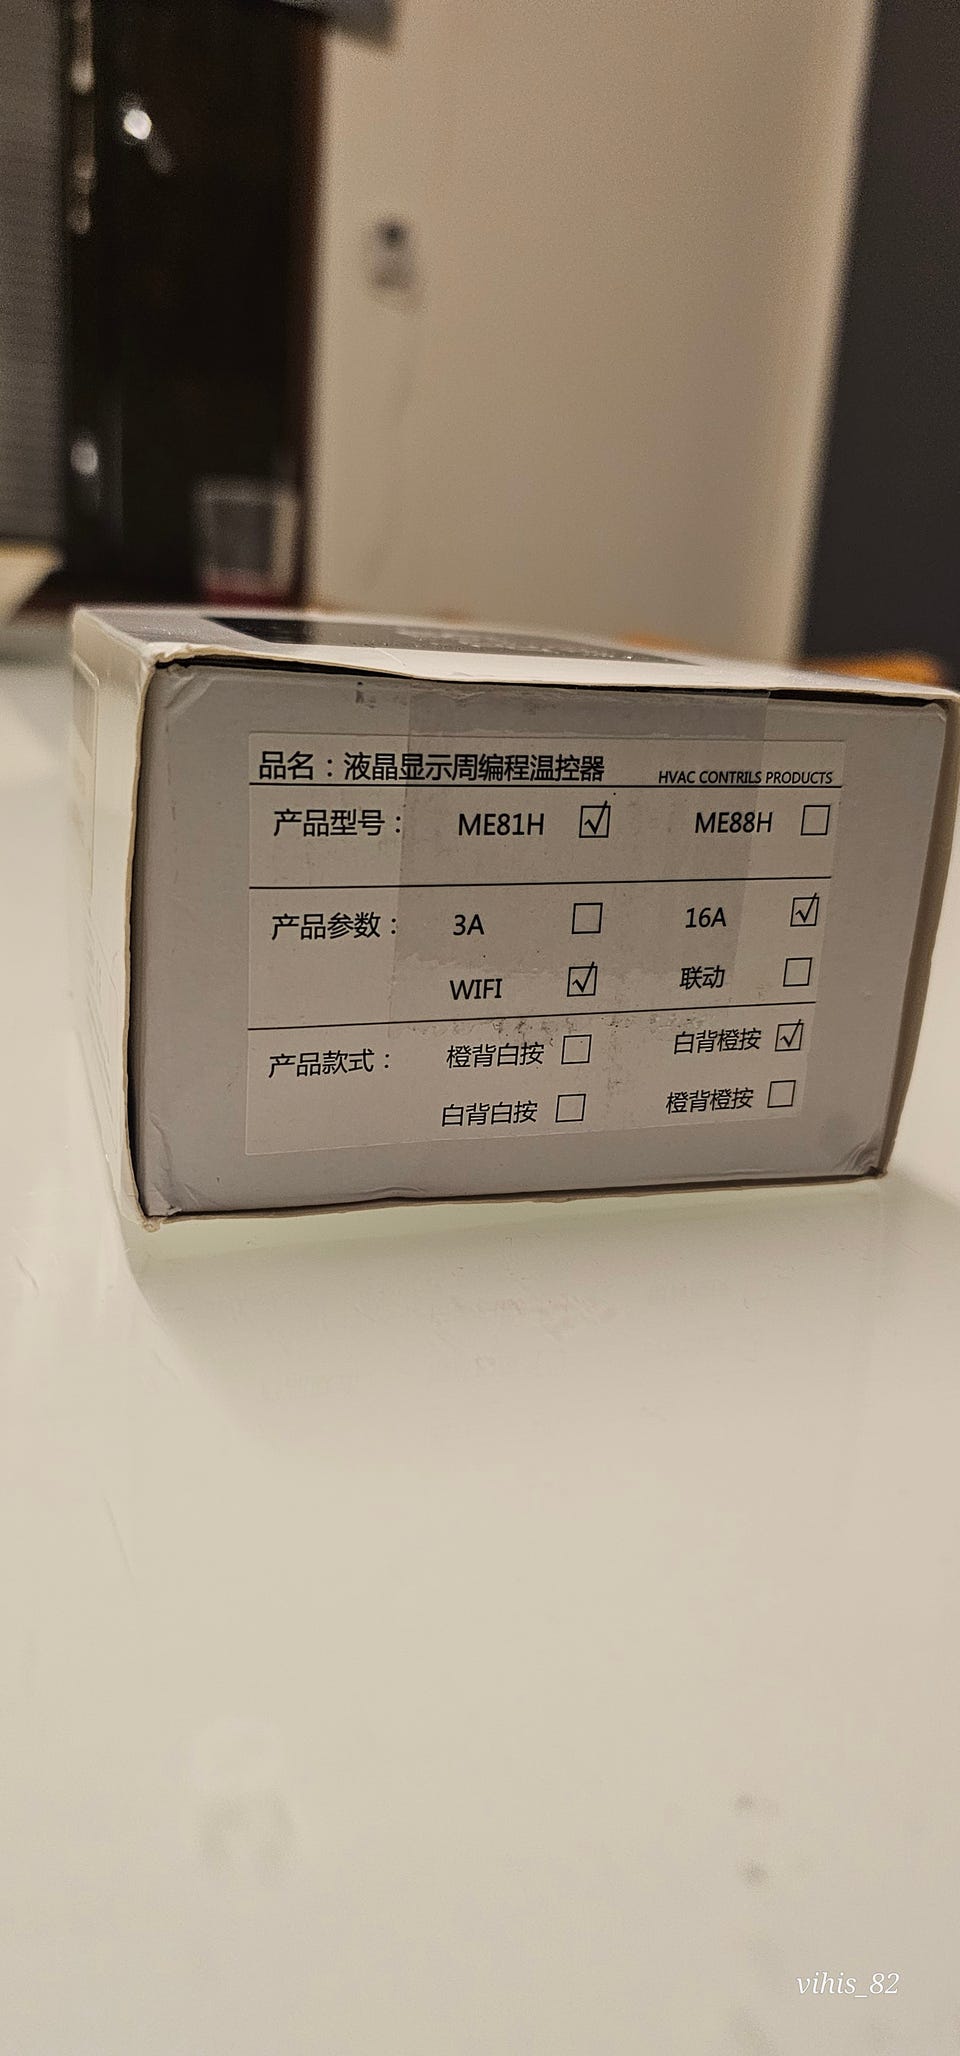 品名：液晶显示周编程温控器 HVAC CONTRILS PRODUCTS
产品型号： ME81H ☑ ME88H ☐
产品参数： 3A ☐ 16A ☑
WIFI ☑ 联动 ☐
产品款式： 橙背白按 ☐ 白背橙按 ☑
白背白按 ☐ 橙背橙按 ☐
vihis_82